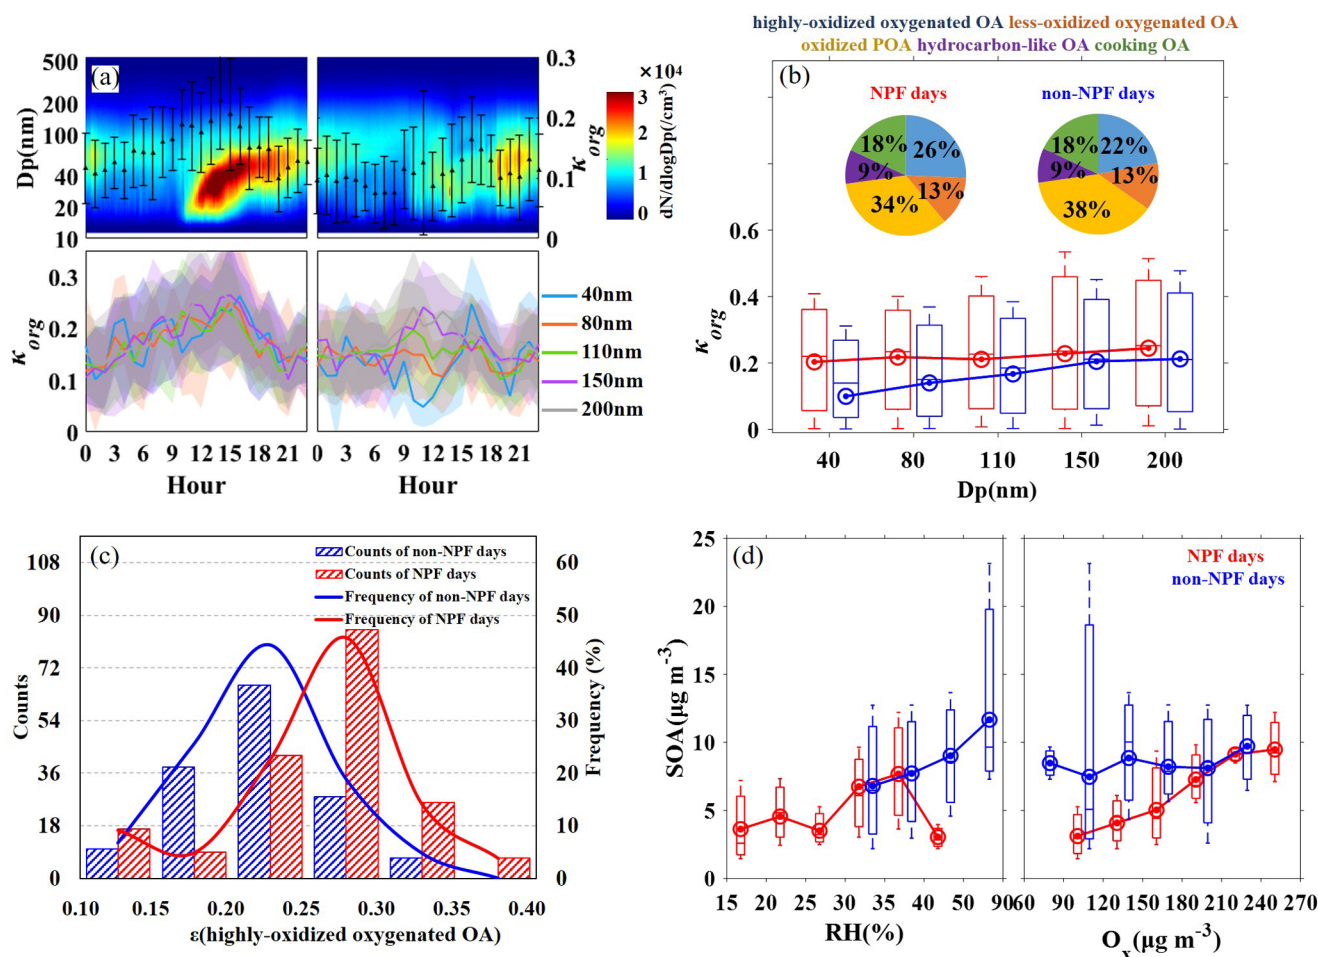 (a)
500
200
100
40
20
10
Dp(nm)
0.3
0.2
0.1
0
κorg
×10⁴
3
2
1
0
dN/dlogDp(/cm³)
0.3
0.2
0.1
0
κorg
0 3 6 9 12 15 18 21
Hour
0 3 6 9 12 15 18 21
Hour
40nm
80nm
110nm
150nm
200nm
highly-oxidized oxygenated OA less-oxidized oxygenated OA
oxidized POA hydrocarbon-like OA cooking OA
(b)
NPF days
non-NPF days
18% 26%
9% 13%
34%
18% 22%
9% 13%
38%
0.6
0.4
0.2
0
κorg
40 80 110 150 200
Dp(nm)
(c)
Counts of non-NPF days
Counts of NPF days
Frequency of non-NPF days
Frequency of NPF days
108
90
72
54
36
18
0
Counts
60
50
40
30
20
10
0
Frequency (%)
0.10 0.15 0.20 0.25 0.30 0.35 0.40
ε(highly-oxidized oxygenated OA)
(d)
NPF days
non-NPF days
25
20
15
10
5
0
SOA(μg m⁻³)
15 20 30 35 40 50 90
RH(%)
60 90 120 150 180 210 240 270
Ox(μg m⁻³)